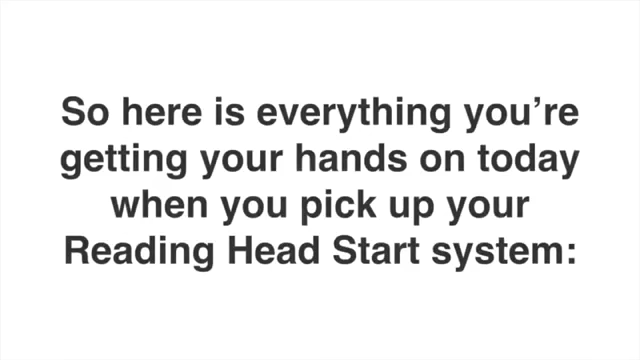 So here is everything you’re
getting your hands on today
when you pick up your
Reading Head Start system: